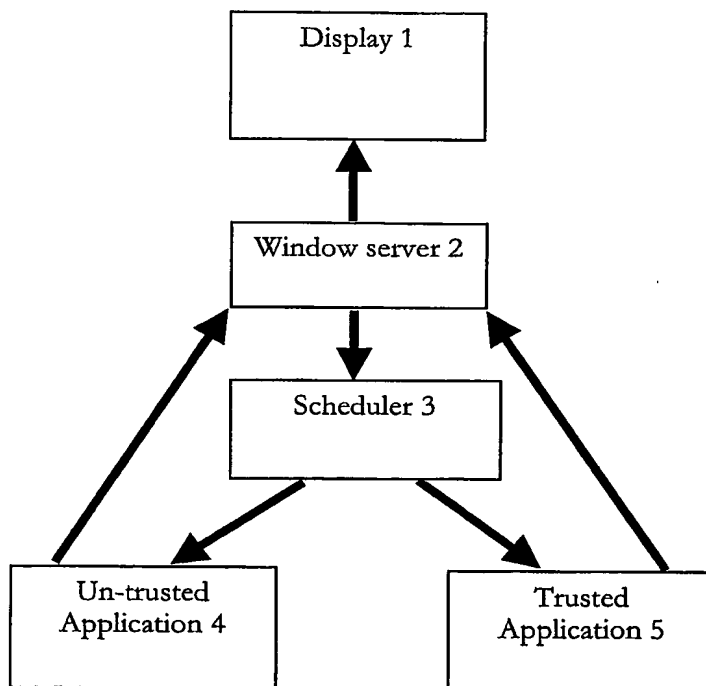 Display 1
Window server 2
Scheduler 3
Un-trusted
Application 4
Trusted
Application 5